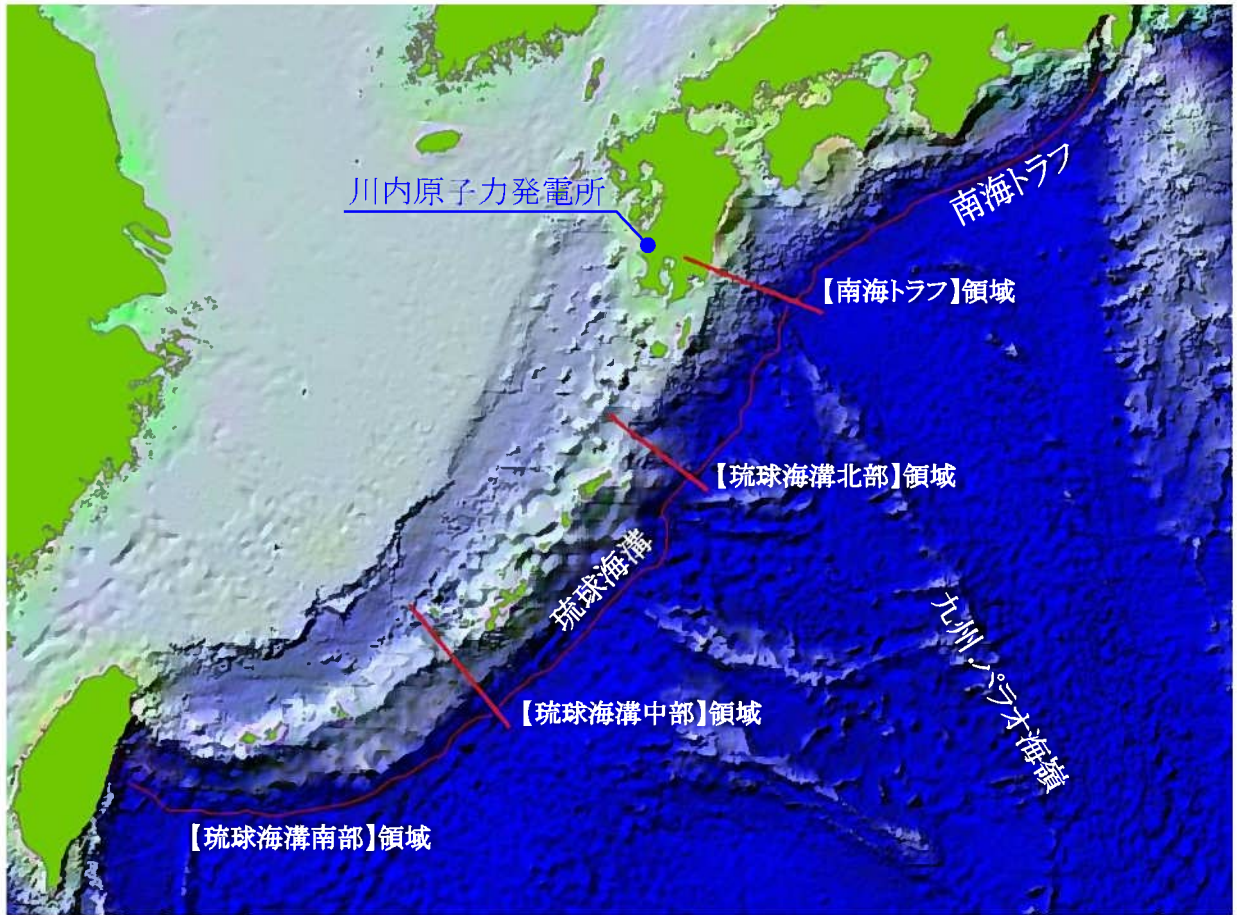 南海トラフ
川内原子力発電所
【南海トラフ】領域
【琉球海溝北部】領域
琉球海溝
九州・パラオ海嶺
【琉球海溝中部】領域
【琉球海溝南部】領域